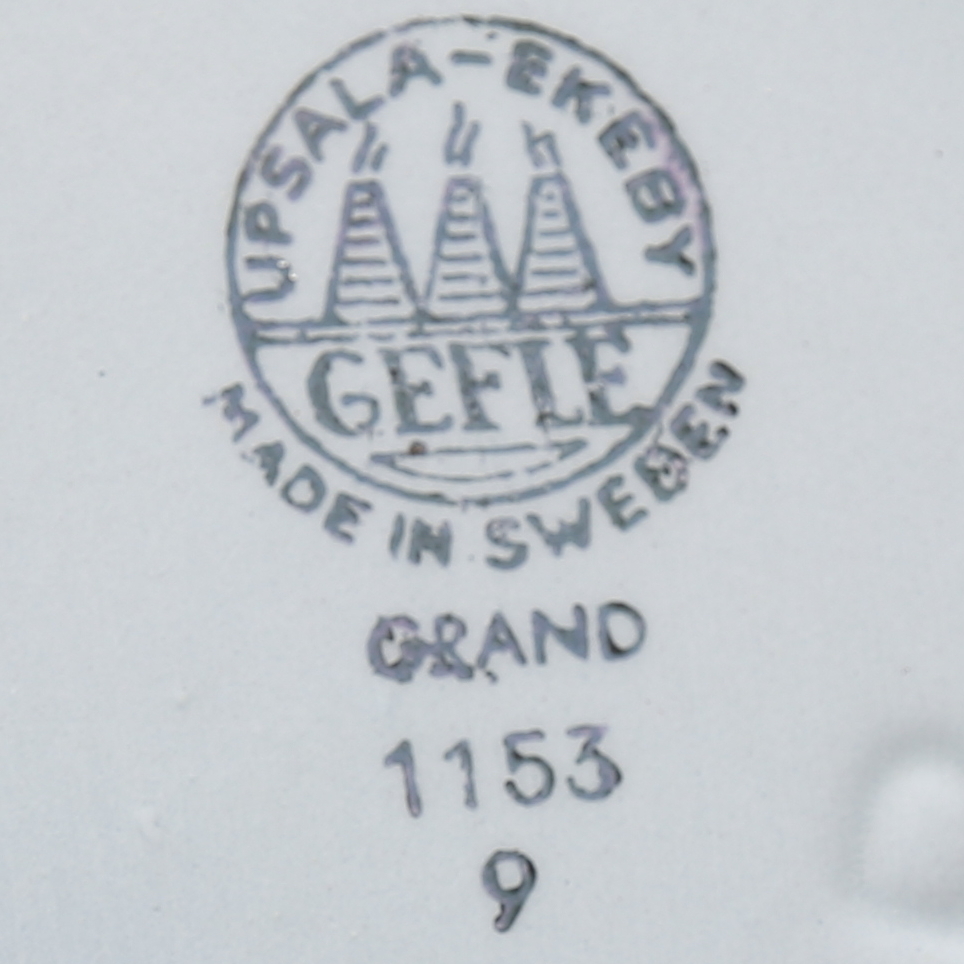 UPSALA-EKEBY
GEFLE
MADE IN SWEDEN
GRAND
1153
9